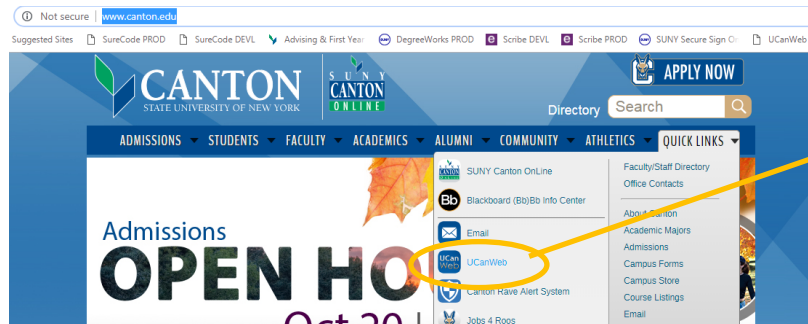 Not secure | www.canton.edu
Suggested Sites SureCode PROD SureCode DEVL Advising & First Year DegreeWorks PROD Scribe DEVL Scribe PROD SUNY Secure Sign On UCanWeb
CANTON
STATE UNIVERSITY OF NEW YORK
SUNY
CANTON
ONLINE
APPLY NOW
Directory Search
ADMISSIONS STUDENTS FACULTY ACADEMICS ALUMNI COMMUNITY ATHLETICS QUICK LINKS
SUNY Canton OnLine
Bb Blackboard (Bb)Bb Info Center
Email
UCan Web UCanWeb
Canton Rave Alert System
Jobs 4 Roos
Faculty/Staff Directory
Office Contacts
About Canton
Academic Majors
Admissions
Campus Forms
Campus Store
Course Listings
Email
Admissions
OPEN HO
Oct 20 |